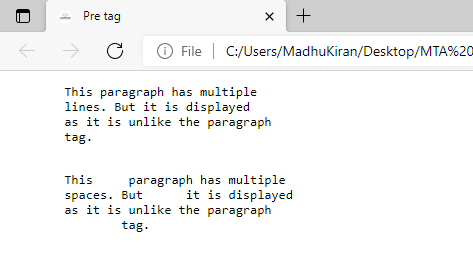 Pre tag
File | C:/Users/MadhuKiran/Desktop/MTA%20
This paragraph has multiple
lines. But it is displayed
as it is unlike the paragraph
tag.
This     paragraph has multiple
spaces. But      it is displayed
as it is unlike the paragraph
        tag.